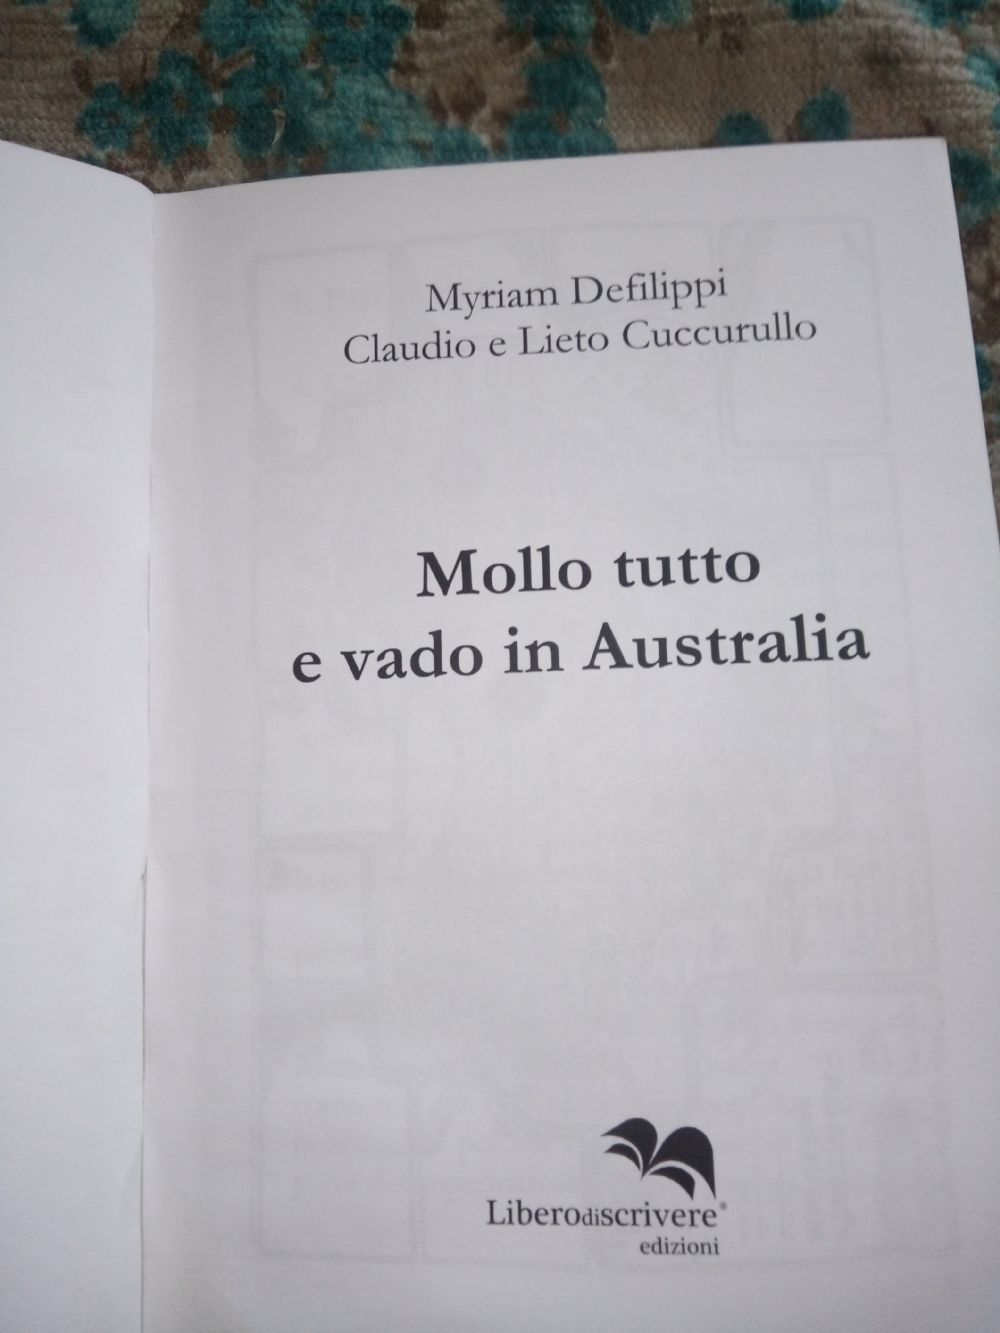 Myriam Defilippi
Claudio e Lieto Cuccurullo
Mollo tutto
e vado in Australia
Liberodiscrivere®
edizioni